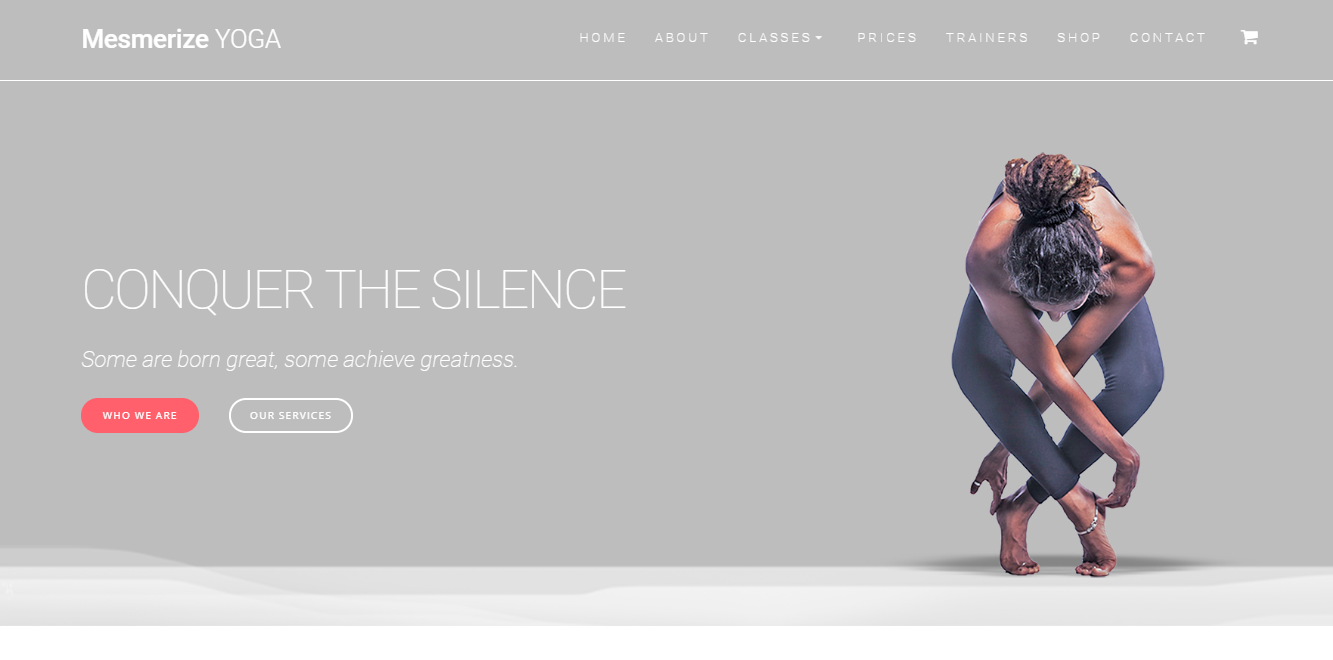 Mesmerize YOGA
HOME ABOUT CLASSES PRICES TRAINERS SHOP CONTACT
CONQUER THE SILENCE
Some are born great, some achieve greatness.
WHO WE ARE OUR SERVICES